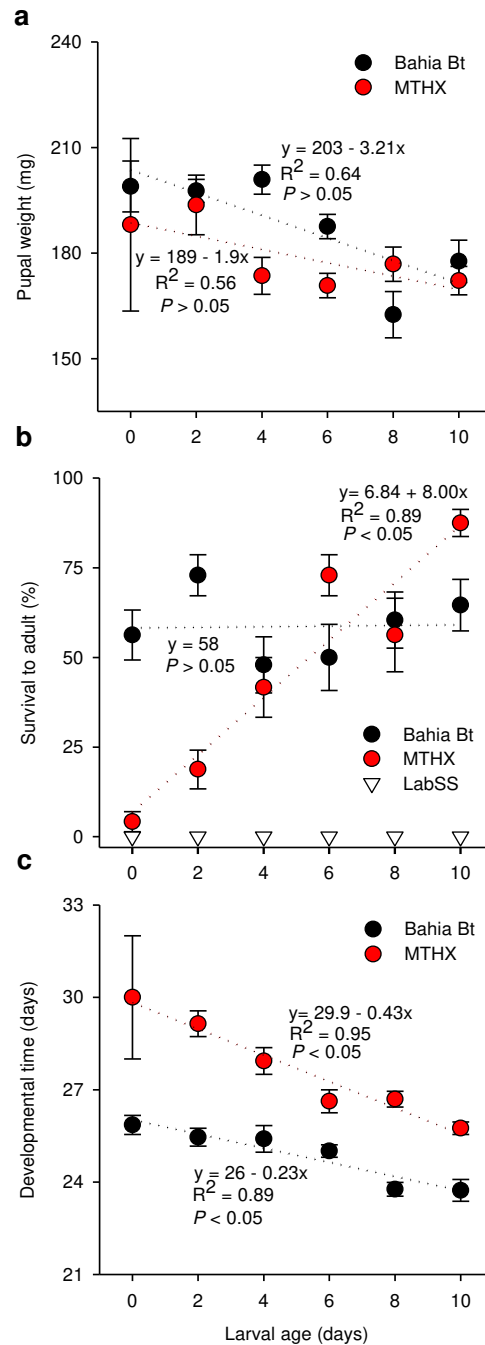 a
240
210
180
150
Pupal weight (mg)
Bahia Bt
MTHX
y = 203 - 3.21x
R² = 0.64
P > 0.05
y = 189 - 1.9x
R² = 0.56
P > 0.05
0 2 4 6 8 10
b
100
75
50
25
0
Survival to adult (%)
y= 6.84 + 8.00x
R² = 0.89
P < 0.05
y = 58
P > 0.05
Bahia Bt
MTHX
LabSS
0 2 4 6 8 10
c
33
30
27
24
21
Developmental time (days)
Bahia Bt
MTHX
y= 29.9 - 0.43x
R² = 0.95
P < 0.05
y = 26 - 0.23x
R² = 0.89
P < 0.05
0 2 4 6 8 10
Larval age (days)